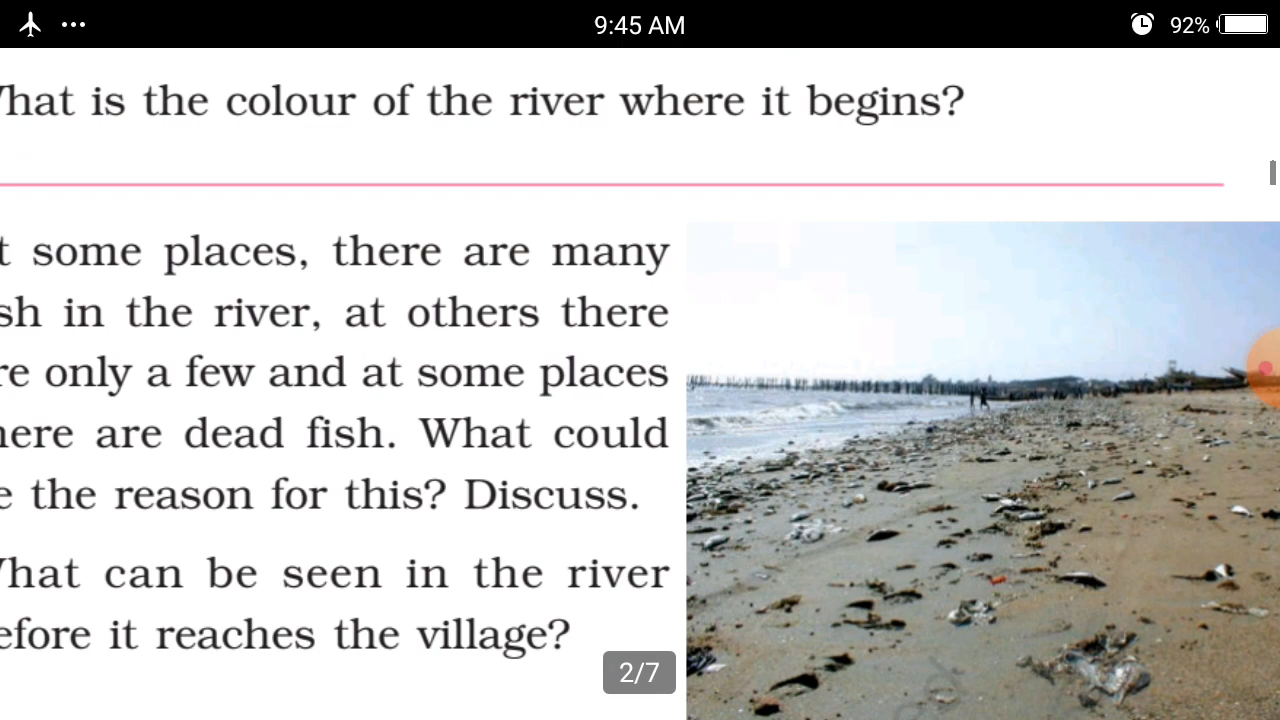 9:45 AM
92%
hat is the colour of the river where it begins?
t some places, there are many
sh in the river, at others there
re only a few and at some places
here are dead fish. What could
e the reason for this? Discuss.
hat can be seen in the river
efore it reaches the village?
2/7